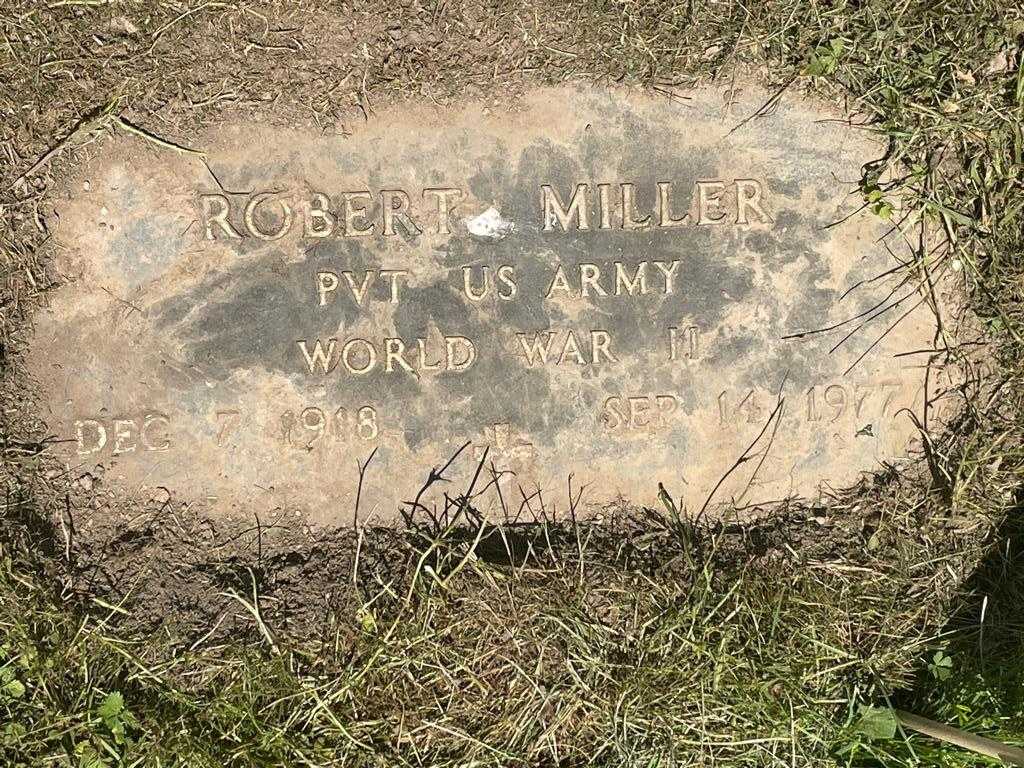 ROBERT MILLER
PVT US ARMY
WORLD WAR II
DEC 7 1918 SEP 14 1977